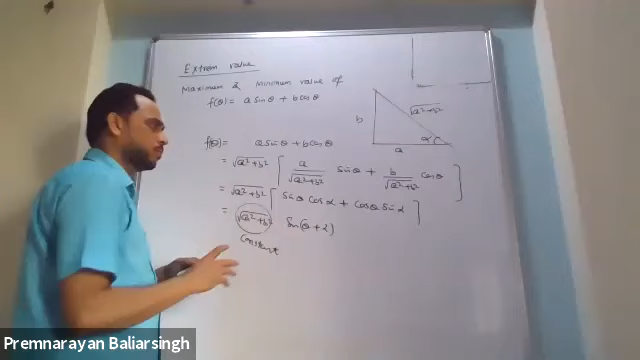 Extrem value
Maximum & Minimum value of
f(θ) = a sinθ + b cosθ
f(θ) = a sinθ + b cosθ
= √a²+b² [ a/√a²+b² sinθ + b/√a²+b² cosθ ]
= √a²+b² [ sinθ cosα + cosθ sinα ]
= √a²+b² sin(θ+α)
Constant
b
√a²+b²
α
a
Premnarayan Baliarsingh